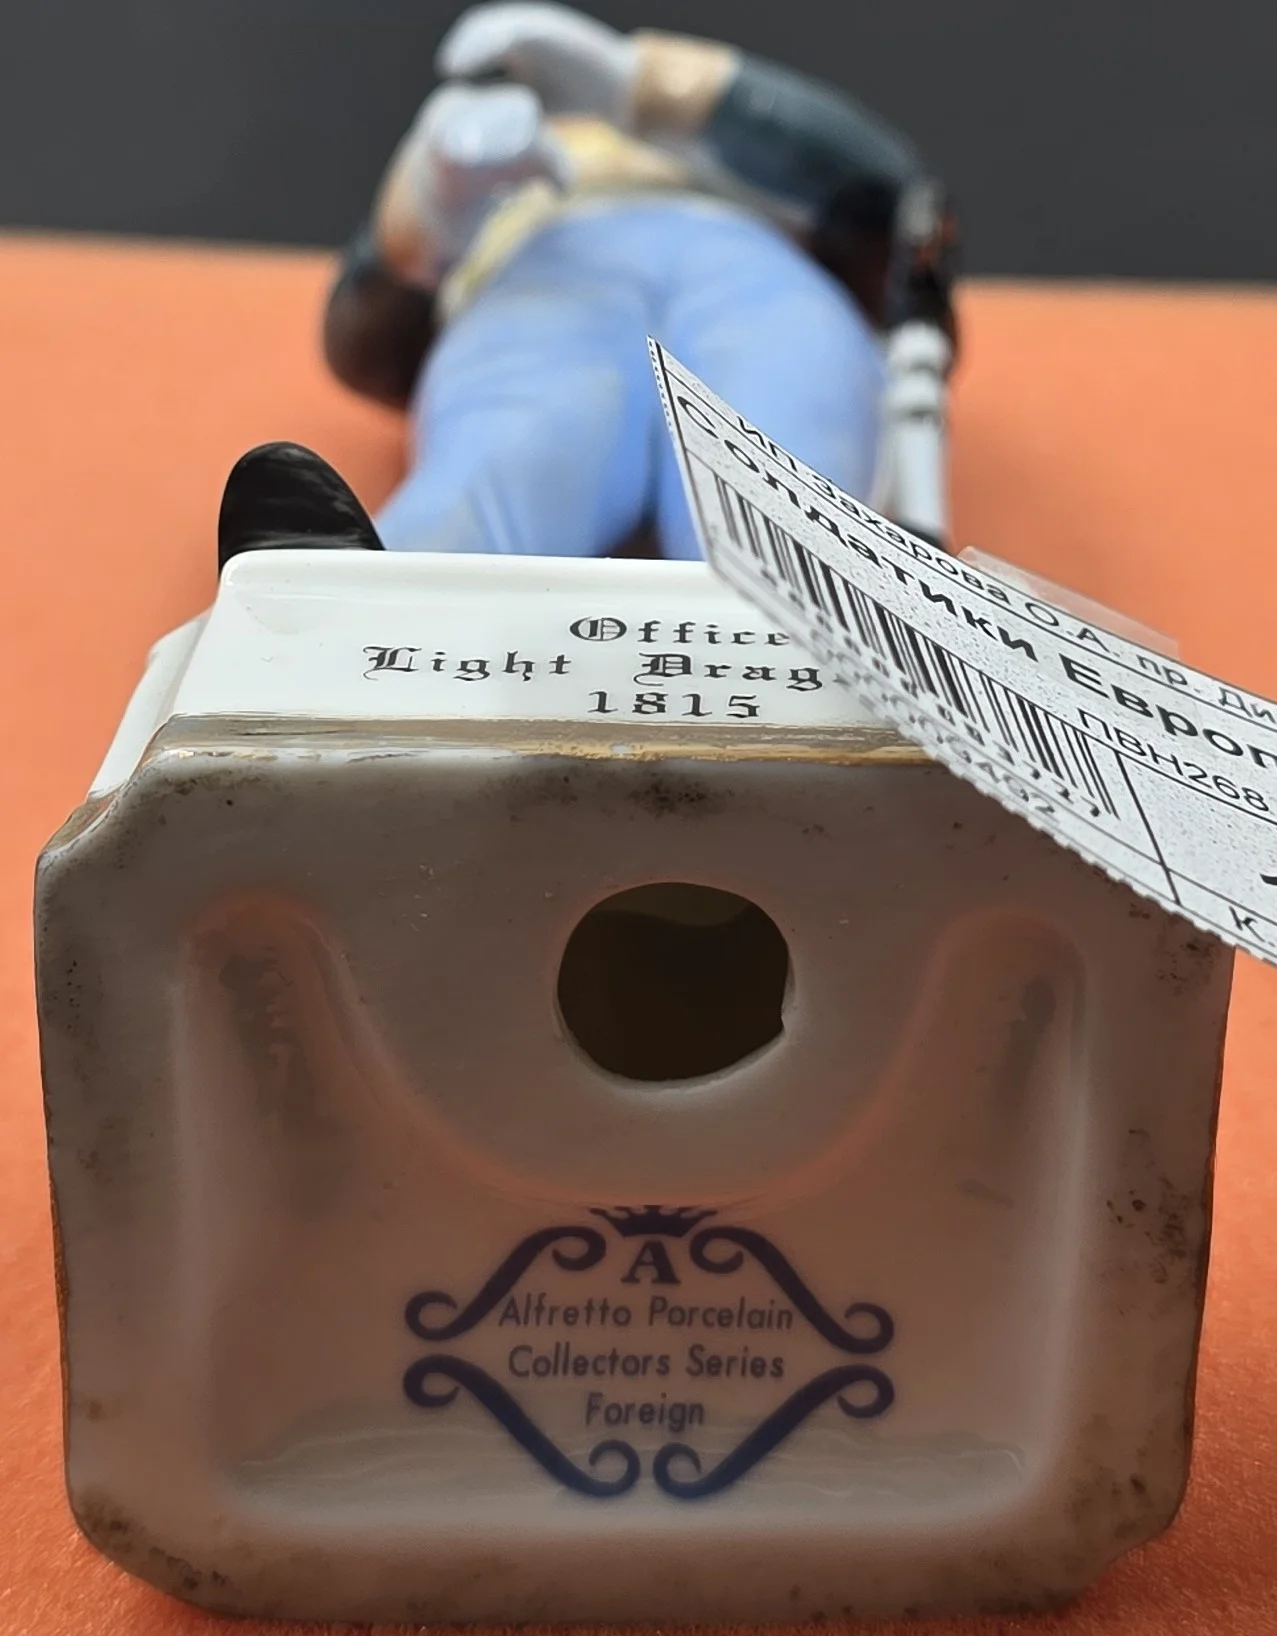 Office
Light Drag
1815
ИП Захарова О.А. пр. Ди
Солдатики Европ
ПВН268
К.
A
Alfretto Porcelain
Collectors Series
Foreign